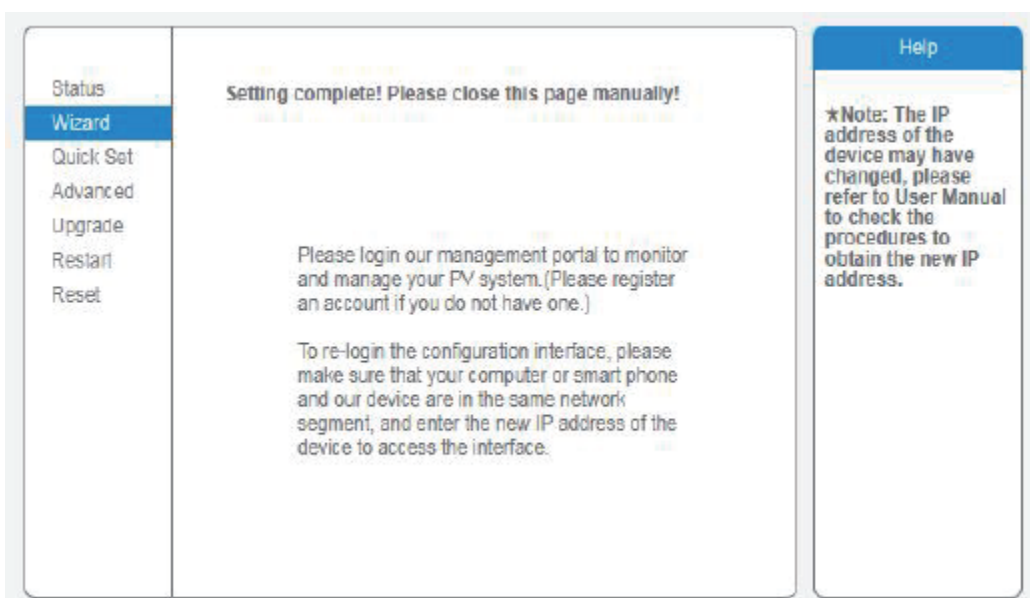 Status
Wizard
Quick Set
Advanced
Upgrade
Restart
Reset
Setting complete! Please close this page manually!
Please login our management portal to monitor
and manage your PV system.(Please register
an account if you do not have one.)
To re-login the configuration interface, please
make sure that your computer or smart phone
and our device are in the same network
segment, and enter the new IP address of the
device to access the interface.
Help
★Note: The IP
address of the
device may have
changed, please
refer to User Manual
to check the
procedures to
obtain the new IP
address.